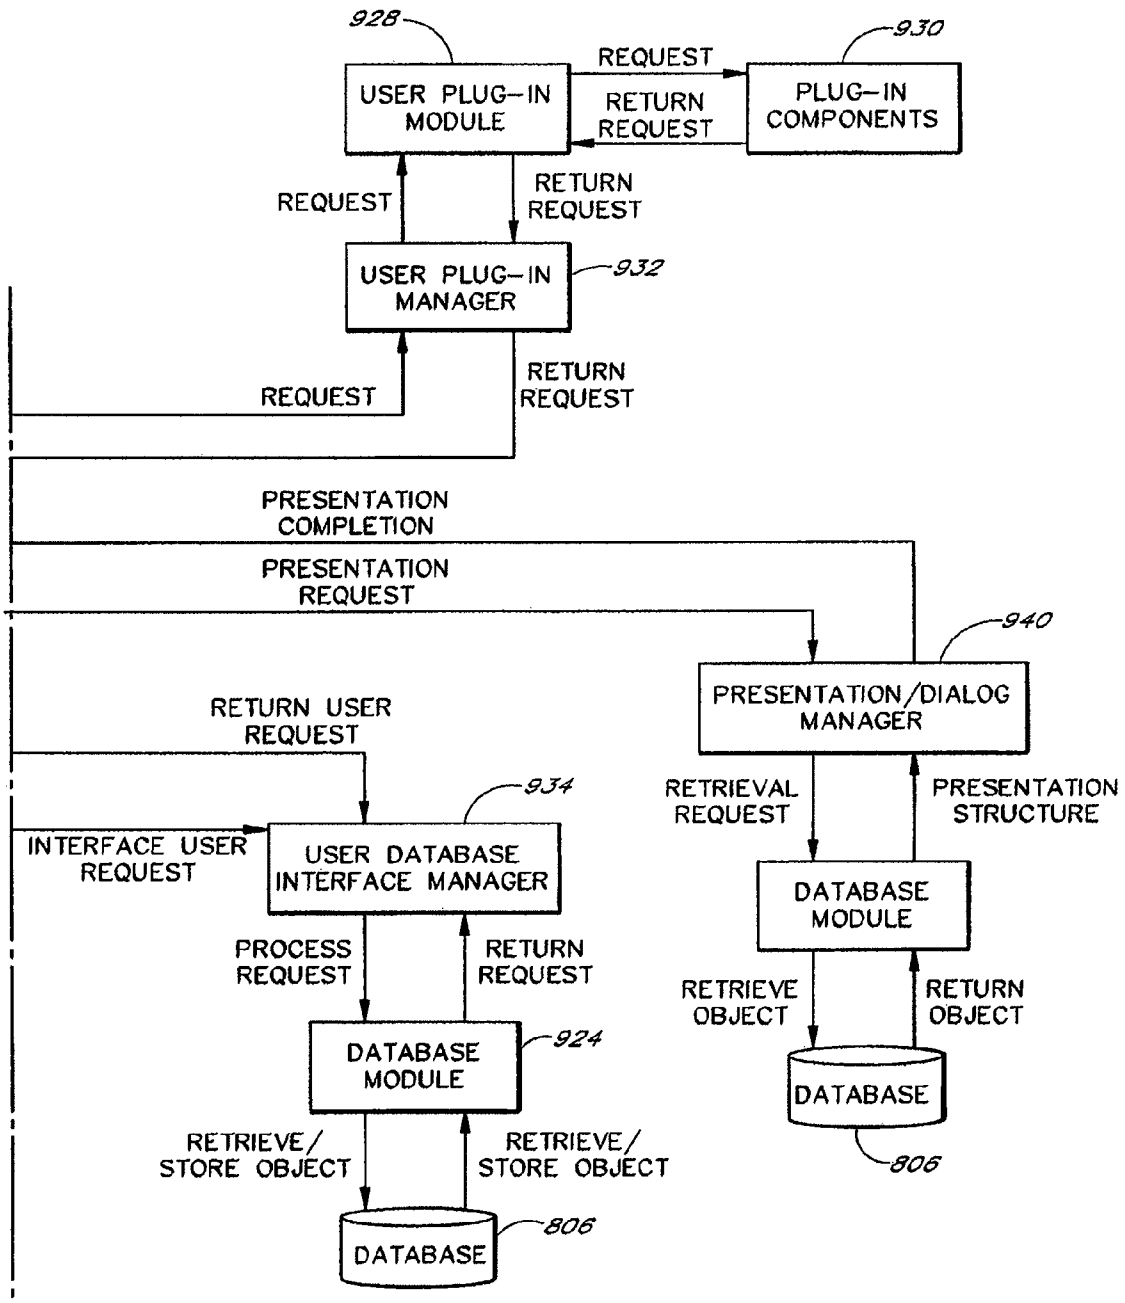 928
930
REQUEST
USER PLUG-IN
MODULE
RETURN
REQUEST
PLUG-IN
COMPONENTS
REQUEST
RETURN
REQUEST
932
USER PLUG-IN
MANAGER
REQUEST
RETURN
REQUEST
PRESENTATION
COMPLETION
PRESENTATION
REQUEST
940
PRESENTATION/DIALOG
MANAGER
RETURN USER
REQUEST
RETRIEVAL
REQUEST
PRESENTATION
STRUCTURE
934
INTERFACE USER
REQUEST
USER DATABASE
INTERFACE MANAGER
DATABASE
MODULE
PROCESS
REQUEST
RETURN
REQUEST
RETRIEVE
OBJECT
RETURN
OBJECT
924
DATABASE
MODULE
DATABASE
806
RETRIEVE/
STORE OBJECT
RETRIEVE/
STORE OBJECT
806
DATABASE